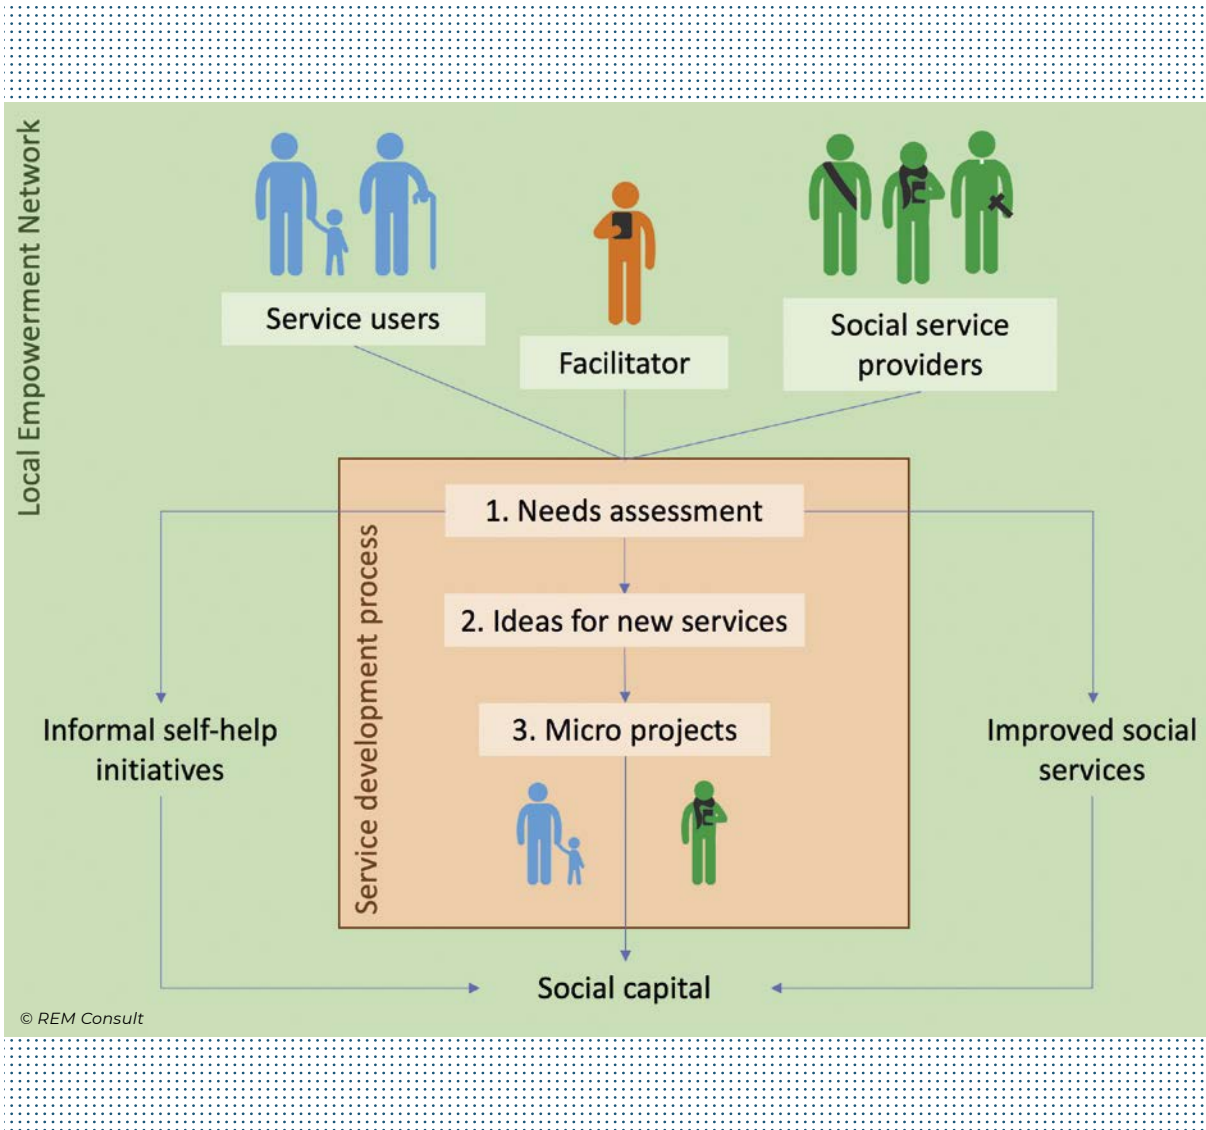 Local Empowerment Network
Service users
Facilitator
Social service
providers
Service development process
1. Needs assessment
2. Ideas for new services
3. Micro projects
Informal self-help
initiatives
Improved social
services
Social capital
© REM Consult